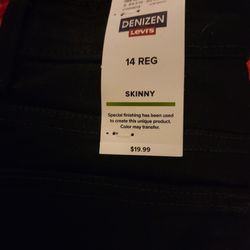 DENIZEN
Levi's
14 REG
SKINNY
Special finishing has been used
to create this unique product.
Color may transfer.
$19.99